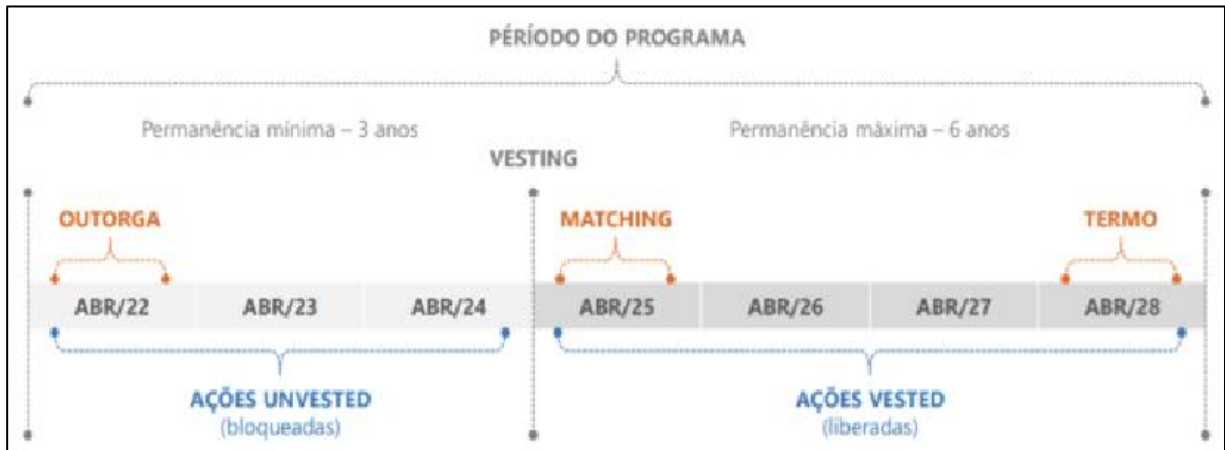 PÉRÍODO DO PROGRAMA
Permanência mínima – 3 anos
Permanência máxima – 6 anos
VESTING
OUTORGA
MATCHING
TERMO
ABR/22
ABR/23
ABR/24
ABR/25
ABR/26
ABR/27
ABR/28
AÇÕES UNVESTED
(bloqueadas)
AÇÕES VESTED
(liberadas)